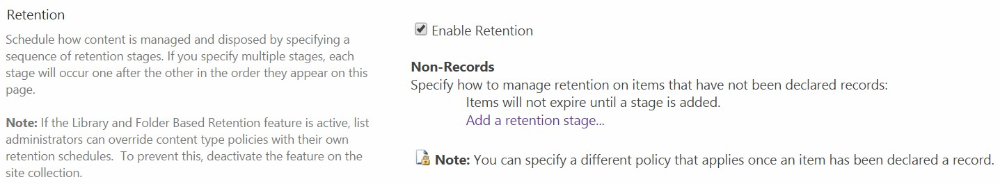 Retention
Schedule how content is managed and disposed by specifying a
sequence of retention stages. If you specify multiple stages, each
stage will occur one after the other in the order they appear on this
page.
Note: If the Library and Folder Based Retention feature is active, list
administrators can override content type policies with their own
retention schedules.  To prevent this, deactivate the feature on the
site collection.
Enable Retention
Non-Records
Specify how to manage retention on items that have not been declared records:
Items will not expire until a stage is added.
Add a retention stage...
Note: You can specify a different policy that applies once an item has been declared a record.